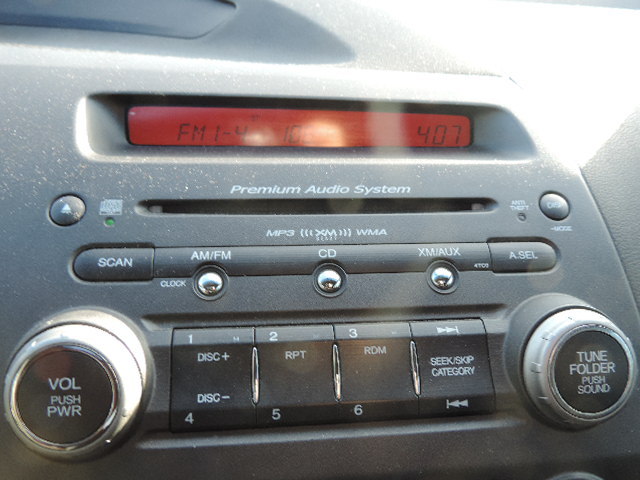 FM1-4 10 4:07
Premium Audio System
ANTI THEFT
MP3 (((XM))) WMA
READY
~MODE
SCAN AM/FM CD XM/AUX A.SEL
CLOCK
1 2 3
DISC+ RPT RDM SEEK/SKIP
CATEGORY
DISC-
4 5 6
VOL
PUSH
PWR
TUNE
FOLDER
PUSH
SOUND